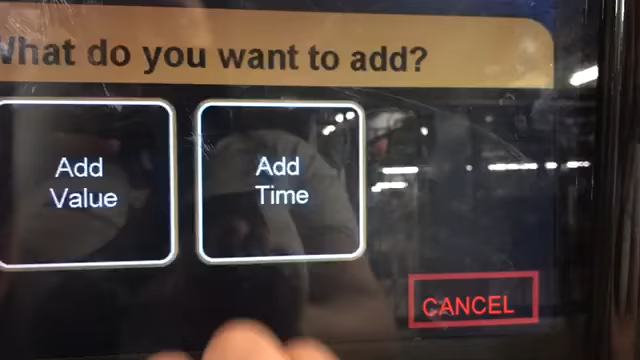 What do you want to add?
Add
Value
Add
Time
CANCEL